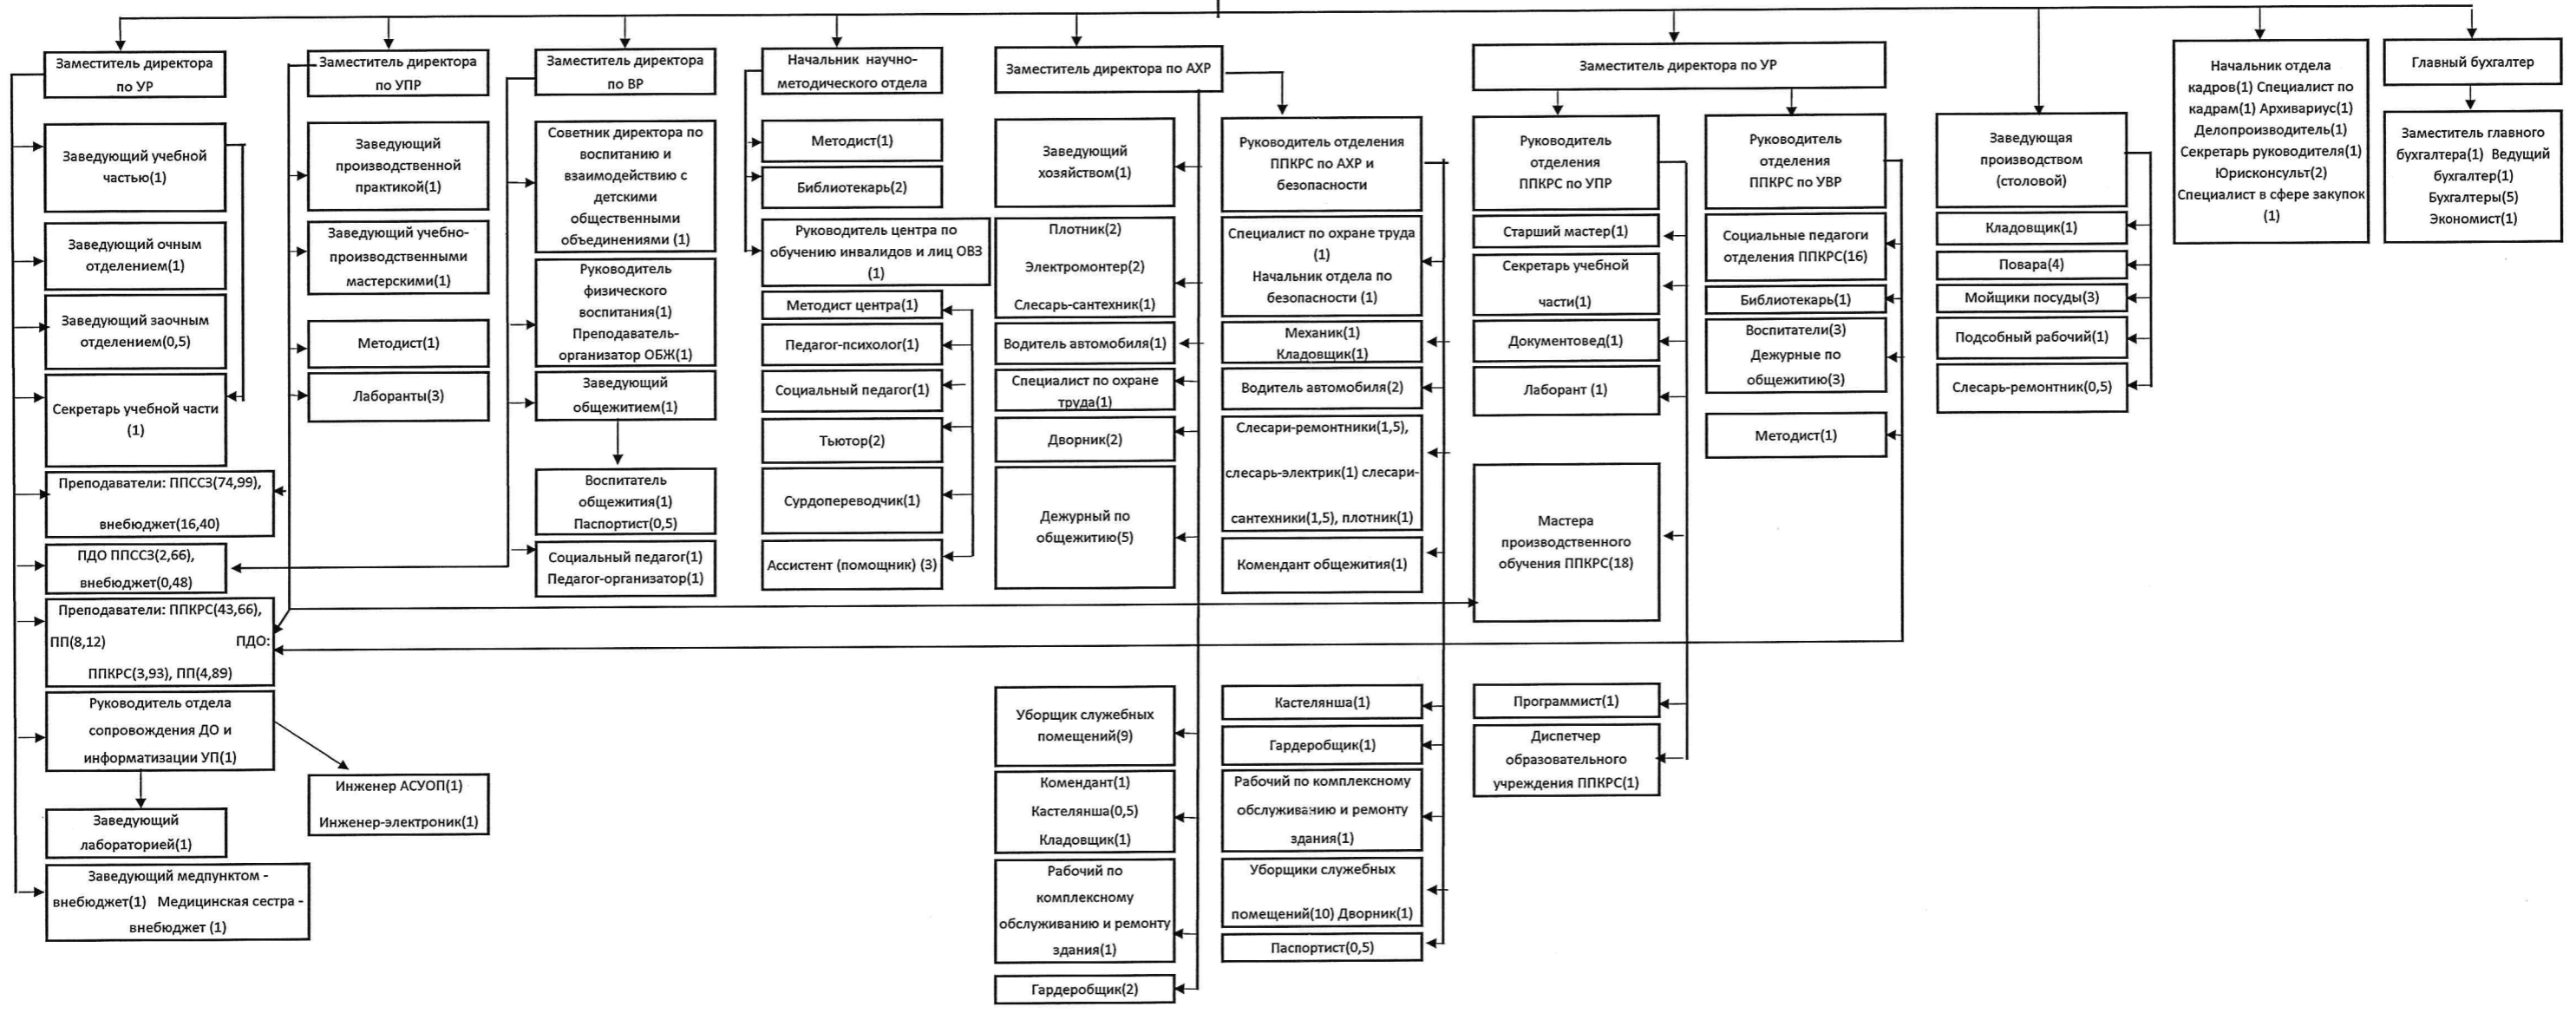 Заместитель директора
по УР
Заведующий учебной
частью(1)
Заведующий очным
отделением(1)
Заведующий заочным
отделением(0,5)
Секретарь учебной части
(1)
Преподаватели: ППССЗ(74,99),
внебюджет(16,40)
ПДО ППССЗ(2,66),
внебюджет(0,48)
Преподаватели: ППКРС(43,66),
ПП(8,12) ПДО:
ППКРС(3,93), ПП(4,89)
Руководитель отдела
сопровождения ДО и
информатизации УП(1)
Заведующий
лабораторией(1)
Заведующий медпунктом -
внебюджет(1) Медицинская сестра -
внебюджет (1)
Заместитель директора
по УПР
Заведующий
производственной
практикой(1)
Заведующий учебно-
производственными
мастерскими(1)
Методист(1)
Лаборанты(3)
Инженер АСУОП(1)
Инженер-электроник(1)
Заместитель директора
по ВР
Советник директора по
воспитанию и
взаимодействию с
детскими
общественными
объединениями (1)
Руководитель
физического
воспитания(1)
Преподаватель-
организатор ОБЖ(1)
Заведующий
общежитием(1)
Воспитатель
общежития(1)
Паспортист(0,5)
Социальный педагог(1)
Педагог-организатор(1)
Начальник научно-
методического отдела
Методист(1)
Библиотекарь(2)
Руководитель центра по
обучению инвалидов и лиц ОВЗ
(1)
Методист центра(1)
Педагог-психолог(1)
Социальный педагог(1)
Тьютор(2)
Сурдопереводчик(1)
Ассистент (помощник) (3)
Заместитель директора по АХР
Заведующий
хозяйством(1)
Плотник(2)
Электромонтер(2)
Слесарь-сантехник(1)
Водитель автомобиля(1)
Специалист по охране
труда(1)
Дворник(2)
Дежурный по
общежитию(5)
Уборщик служебных
помещений(9)
Комендант(1)
Кастелянша(0,5)
Кладовщик(1)
Рабочий по
комплексному
обслуживанию и ремонту
здания(1)
Гардеробщик(2)
Руководитель отделения
ППКРС по АХР и
безопасности
Специалист по охране труда
(1)
Начальник отдела по
безопасности (1)
Механик(1)
Кладовщик(1)
Водитель автомобиля(2)
Слесари-ремонтники(1,5),
слесарь-электрик(1) слесари-
сантехники(1,5), плотник(1)
Комендант общежития(1)
Кастелянша(1)
Гардеробщик(1)
Рабочий по комплексному
обслуживанию и ремонту
здания(1)
Уборщики служебных
помещений(10) Дворник(1)
Паспортист(0,5)
Заместитель директора по УР
Руководитель
отделения
ППКРС по УПР
Старший мастер(1)
Секретарь учебной
части(1)
Документовед(1)
Лаборант (1)
Мастера
производственного
обучения ППКРС(18)
Программист(1)
Диспетчер
образовательного
учреждения ППКРС(1)
Руководитель
отделения
ППКРС по УВР
Социальные педагоги
отделения ППКРС(16)
Библиотекарь(1)
Воспитатели(3)
Дежурные по
общежитию(3)
Методист(1)
Заведующая
производством
(столовой)
Кладовщик(1)
Повара(4)
Мойщики посуды(3)
Подсобный рабочий(1)
Слесарь-ремонтник(0,5)
Начальник отдела
кадров(1) Специалист по
кадрам(1) Архивариус(1)
Делопроизводитель(1)
Секретарь руководителя(1)
Юрисконсульт(2)
Специалист в сфере закупок
(1)
Главный бухгалтер
Заместитель главного
бухгалтера(1) Ведущий
бухгалтер(1)
Бухгалтеры(5)
Экономист(1)